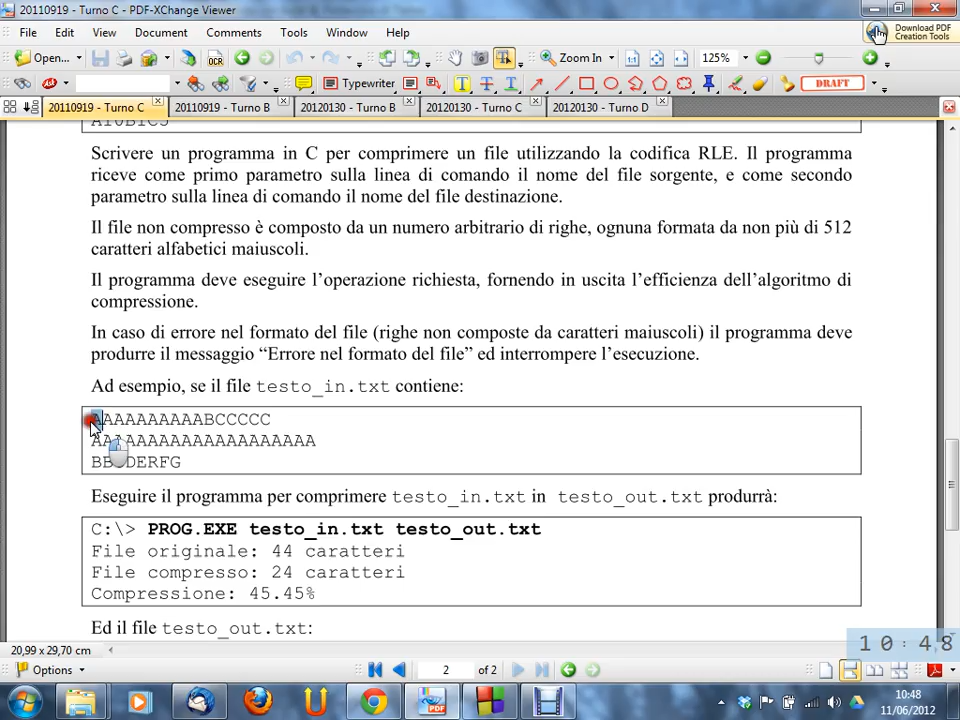 20110919 - Turno C - PDF-XChange Viewer
File Edit View Document Comments Tools Window Help
Download PDF
Creation Tools
Open... OCR Zoom In 125%
Typewriter DRAFT
20110919 - Turno C 20110919 - Turno B 20120130 - Turno B 20120130 - Turno C 20120130 - Turno D
A10B1C5
Scrivere un programma in C per comprimere un file utilizzando la codifica RLE. Il programma
riceve come primo parametro sulla linea di comando il nome del file sorgente, e come secondo
parametro sulla linea di comando il nome del file destinazione.
Il file non compresso è composto da un numero arbitrario di righe, ognuna formata da non più di 512
caratteri alfabetici maiuscoli.
Il programma deve eseguire l’operazione richiesta, fornendo in uscita l’efficienza dell’algoritmo di
compressione.
In caso di errore nel formato del file (righe non composte da caratteri maiuscoli) il programma deve
produrre il messaggio “Errore nel formato del file” ed interrompere l’esecuzione.
Ad esempio, se il file testo_in.txt contiene:
AAAAAAAAAABCCCCC
AAAAAAAAAAAAAAAAAAAA
BBCDERFG
Eseguire il programma per comprimere testo_in.txt in testo_out.txt produrrà:
C:\> PROG.EXE testo_in.txt testo_out.txt
File originale: 44 caratteri
File compresso: 24 caratteri
Compressione: 45.45%
Ed il file testo_out.txt:
20,99 x 29,70 cm
10:48
Options 2 of 2
PDF
10:48
11/06/2012